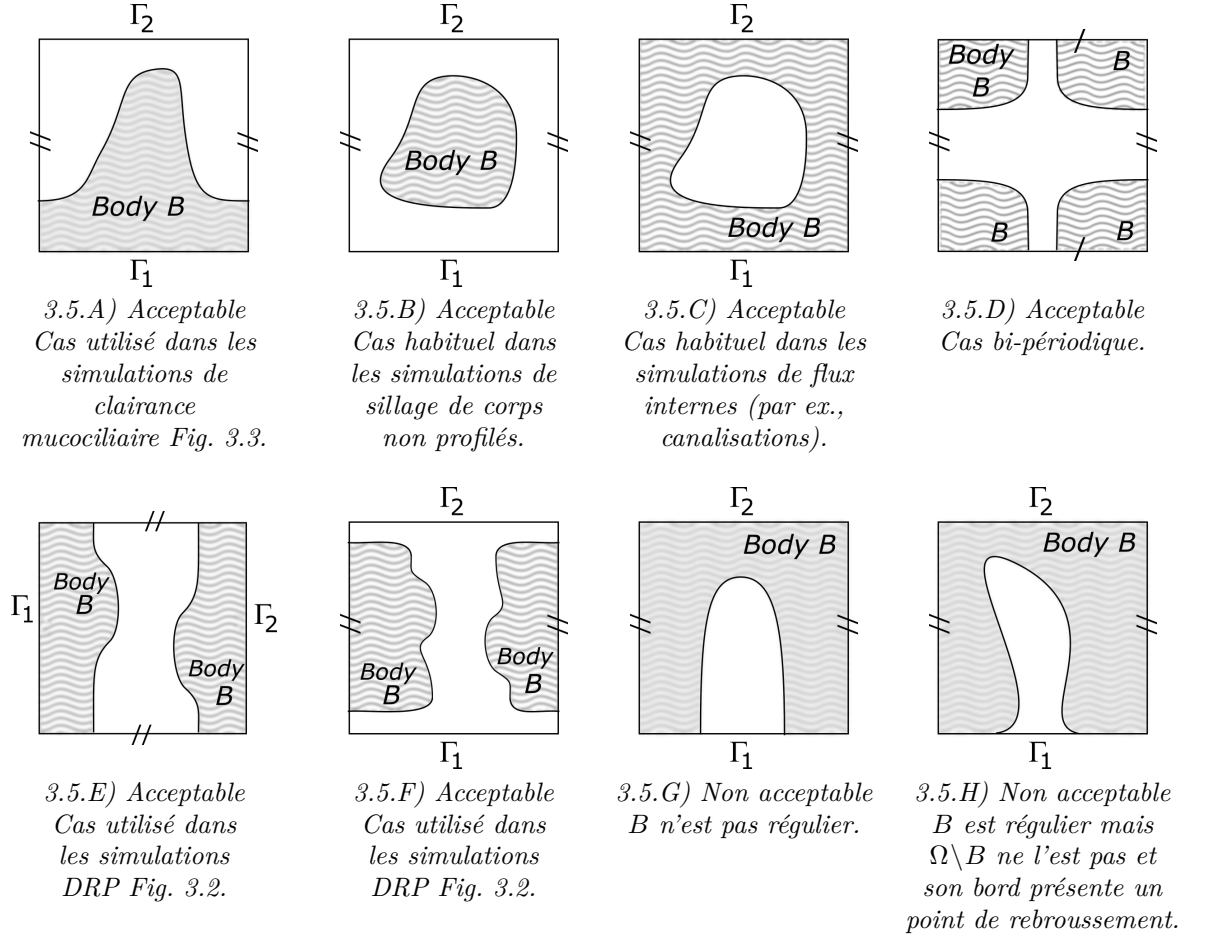 Γ2
Body B
Γ1
3.5.A) Acceptable
Cas utilisé dans les
simulations de
clairance
mucociliaire Fig. 3.3.
Γ2
Body B
Γ1
3.5.B) Acceptable
Cas habituel dans
les simulations de
sillage de corps
non profilés.
Γ2
Body B
Γ1
3.5.C) Acceptable
Cas habituel dans les
simulations de flux
internes (par ex.,
canalisations).
Body
B
B
B
B
3.5.D) Acceptable
Cas bi-périodique.
Γ1
Body
B
Body
B
Γ2
3.5.E) Acceptable
Cas utilisé dans
les simulations
DRP Fig. 3.2.
Γ2
Body
B
Body
B
Γ1
3.5.F) Acceptable
Cas utilisé dans
les simulations
DRP Fig. 3.2.
Γ2
Body B
Γ1
3.5.G) Non acceptable
B n'est pas régulier.
Γ2
Body B
Γ1
3.5.H) Non acceptable
B est régulier mais
Ω\B ne l'est pas et
son bord présente un
point de rebroussement.